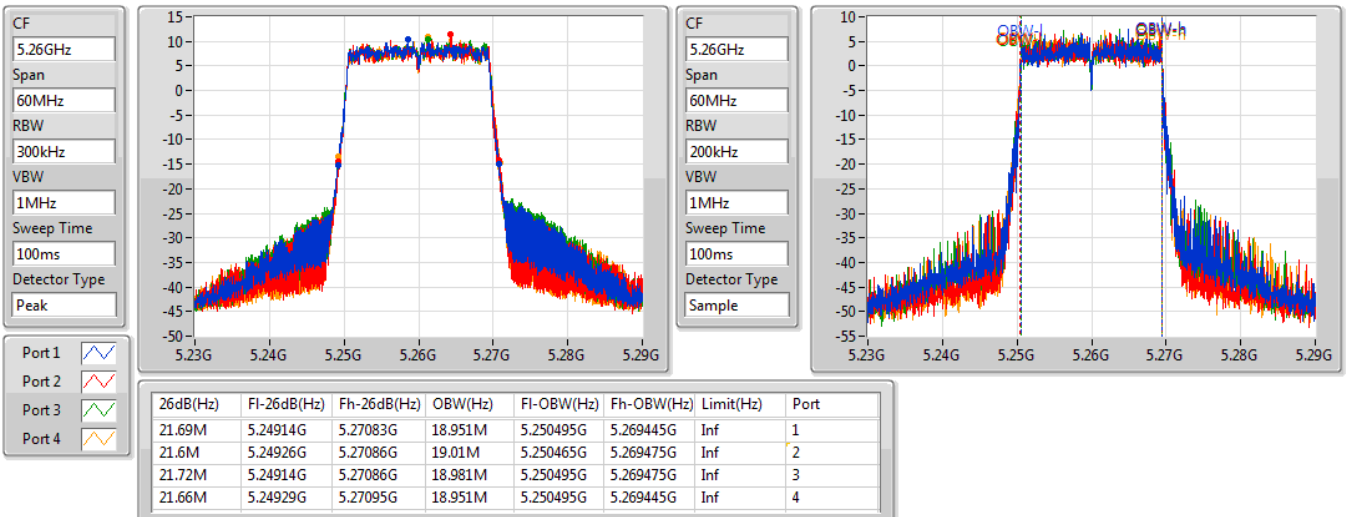 CF
5.26GHz
Span
60MHz
RBW
300kHz
VBW
1MHz
Sweep Time
100ms
Detector Type
Peak
15
10
5
0
-5
-10
-15
-20
-25
-30
-35
-40
-45
-50
5.23G 5.24G 5.25G 5.26G 5.27G 5.28G 5.29G
CF
5.26GHz
Span
60MHz
RBW
200kHz
VBW
1MHz
Sweep Time
100ms
Detector Type
Sample
10
5
0
-5
-10
-15
-20
-25
-30
-35
-40
-45
-50
-55
OBW-l OBW-h
5.23G 5.24G 5.25G 5.26G 5.27G 5.28G 5.29G
Port 1
Port 2
Port 3
Port 4
26dB(Hz) Fl-26dB(Hz) Fh-26dB(Hz) OBW(Hz) Fl-OBW(Hz) Fh-OBW(Hz) Limit(Hz) Port
21.69M 5.24914G 5.27083G 18.951M 5.250495G 5.269445G Inf 1
21.6M 5.24926G 5.27086G 19.01M 5.250465G 5.269475G Inf 2
21.72M 5.24914G 5.27086G 18.981M 5.250495G 5.269475G Inf 3
21.66M 5.24929G 5.27095G 18.951M 5.250495G 5.269445G Inf 4